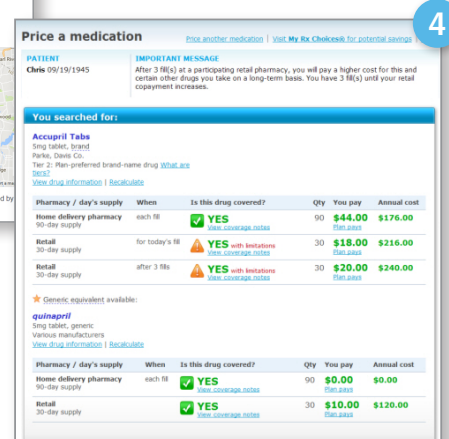 4
Price a medication
Price another medication | Visit My Rx Choices® for potential savings |
PATIENT
Chris 09/19/1945
IMPORTANT MESSAGE
After 3 fill(s) at a participating retail pharmacy, you will pay a higher cost for this and
certain other drugs you take on a long-term basis. You have 3 fill(s) until your retail
copayment increases.
You searched for:
Accupril Tabs
5mg tablet, brand
Parke, Davis Co.
Tier 2: Plan-preferred brand-name drug What are
tiers?
View drug information | Recalculate
Pharmacy / day's supply When Is this drug covered? Qty You pay Annual cost
Home delivery pharmacy each fill YES 90 $44.00 $176.00
90-day supply View coverage notes Plan pays
Retail for today's fill YES with limitations 30 $18.00 $216.00
30-day supply View coverage notes Plan pays
Retail after 3 fills YES with limitations 30 $20.00 $240.00
30-day supply View coverage notes Plan pays
Generic equivalent available:
quinapril
5mg tablet, generic
Various manufacturers
View drug information | Recalculate
Pharmacy / day's supply When Is this drug covered? Qty You pay Annual cost
Home delivery pharmacy each fill YES 90 $0.00 $0.00
90-day supply View coverage notes Plan pays
Retail YES 30 $10.00 $120.00
30-day supply View coverage notes Plan pays